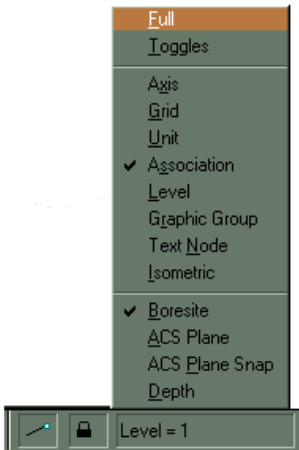 Full
Toggles
Axis
Grid
Unit
Association
Level
Graphic Group
Text Node
Isometric
Boresite
ACS Plane
ACS Plane Snap
Depth
Level = 1